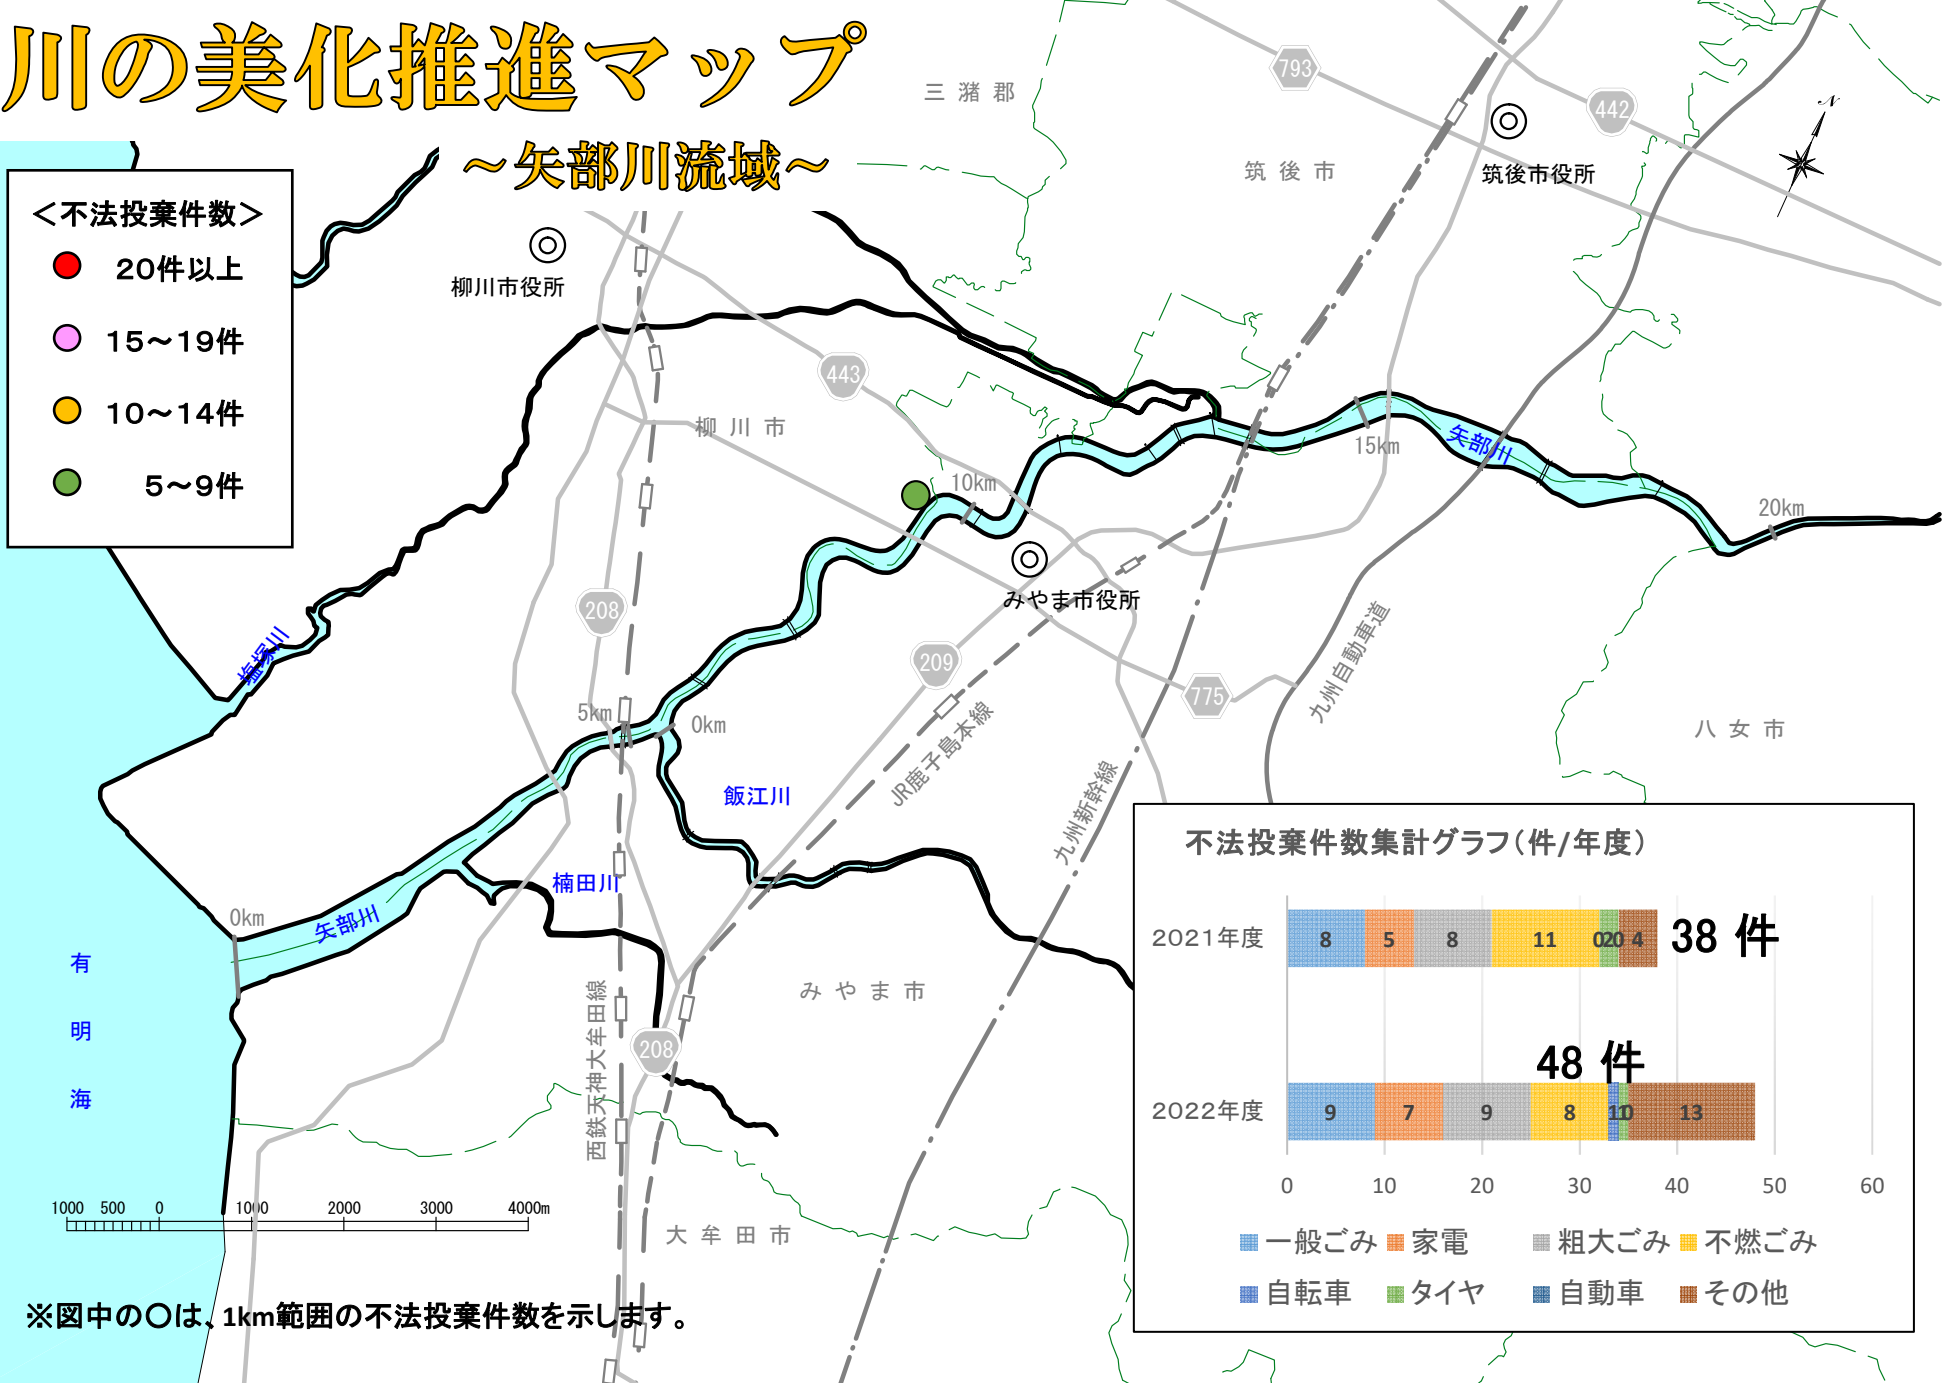 川の美化推進マップ
～矢部川流域～
＜不法投棄件数＞
20件以上
15～19件
10～14件
5～9件
三潴郡
793
442
N
筑後市
筑後市役所
柳川市役所
443
柳川市
矢部川
15km
10km
20km
みやま市役所
208
塩塚川
209
775
九州自動車道
5km
0km
JR鹿子島本線
八女市
飯江川
九州新幹線
楠田川
0km
矢部川
有明海
みやま市
西鉄天神大牟田線
208
大牟田市
1000 500 0 1000 2000 3000 4000m
※図中の○は、1km範囲の不法投棄件数を示します。
不法投棄件数集計グラフ（件/年度）
2021年度 8 5 8 11 0 2 0 4 38 件
48 件
2022年度 9 7 9 8 1 1 0 13
0 10 20 30 40 50 60
一般ごみ 家電 粗大ごみ 不燃ごみ
自転車 タイヤ 自動車 その他